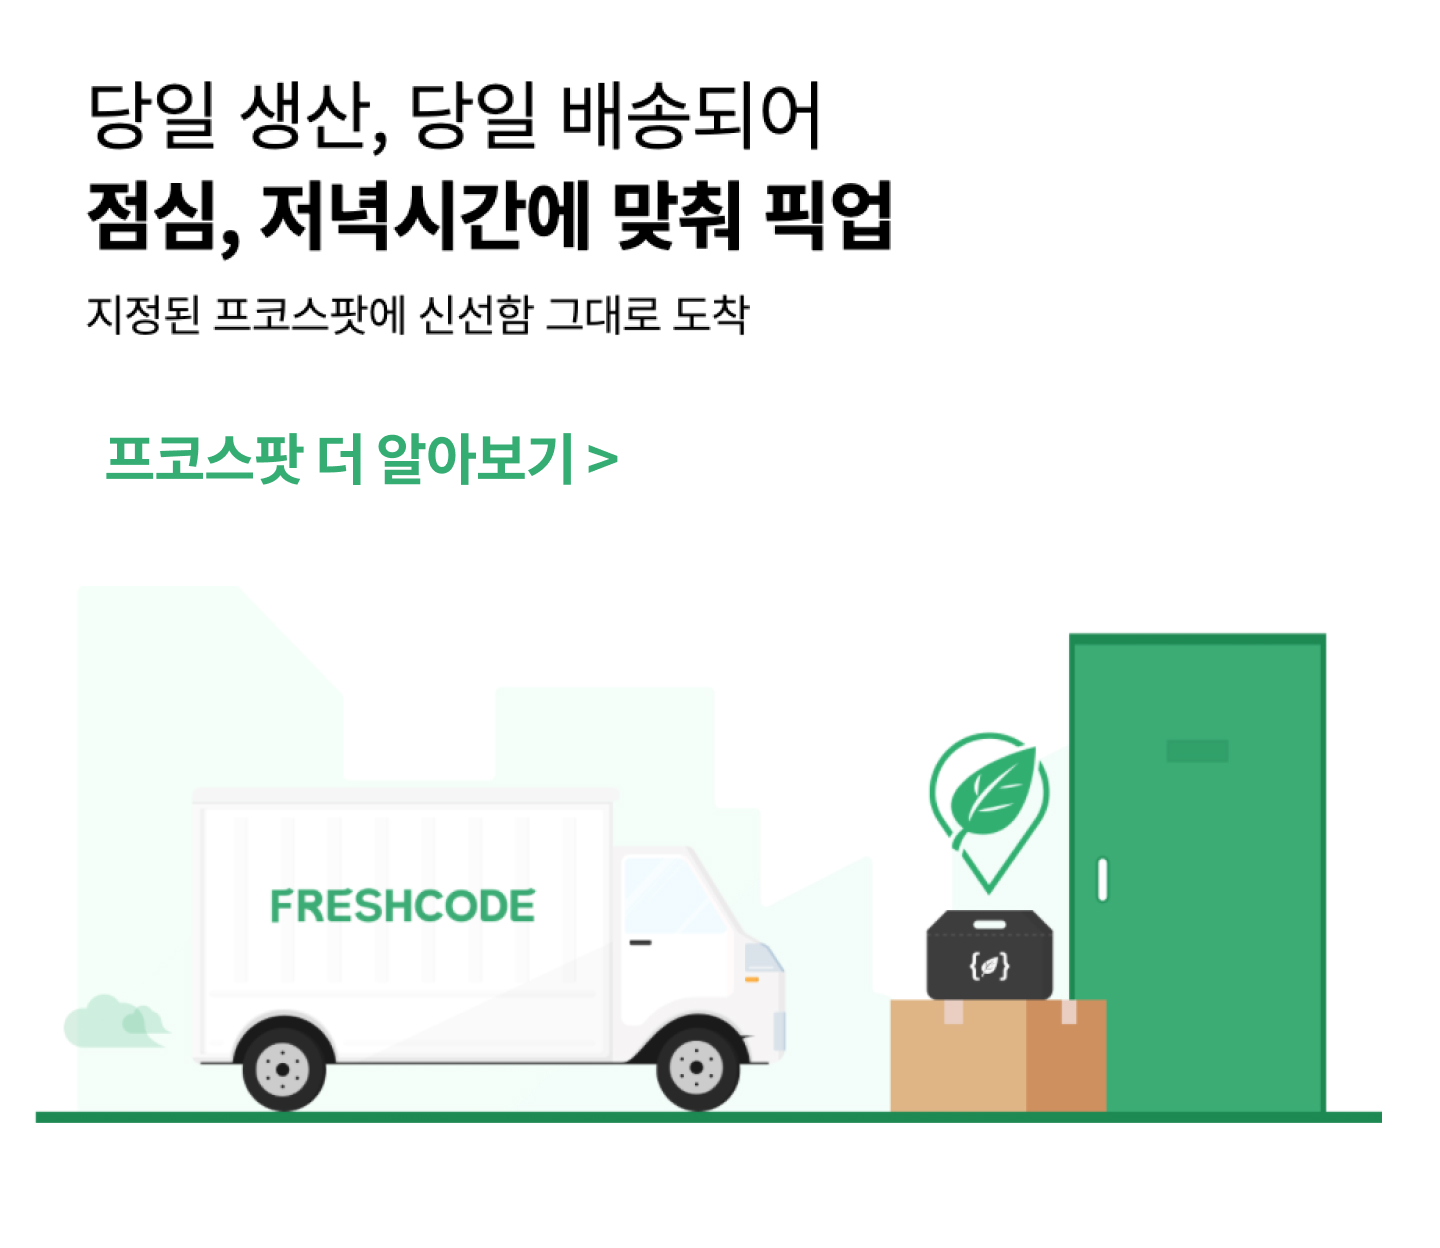 당일 생산, 당일 배송되어
점심, 저녁시간에 맞춰 픽업
지정된 프코스팟에 신선함 그대로 도착
프코스팟 더 알아보기 >
FRESHCODE